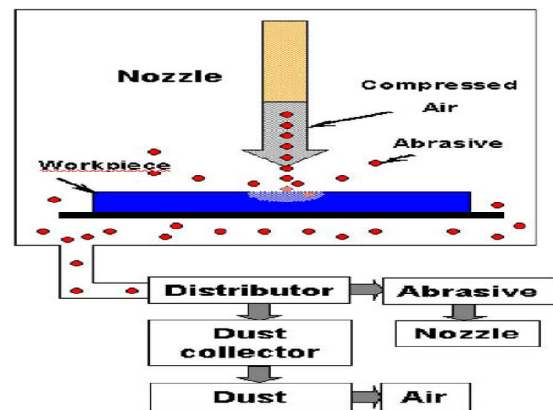 Nozzle
Compressed
Air
Abrasive
Workpiece
Distributor
Abrasive
Dust
collector
Nozzle
Dust
Air